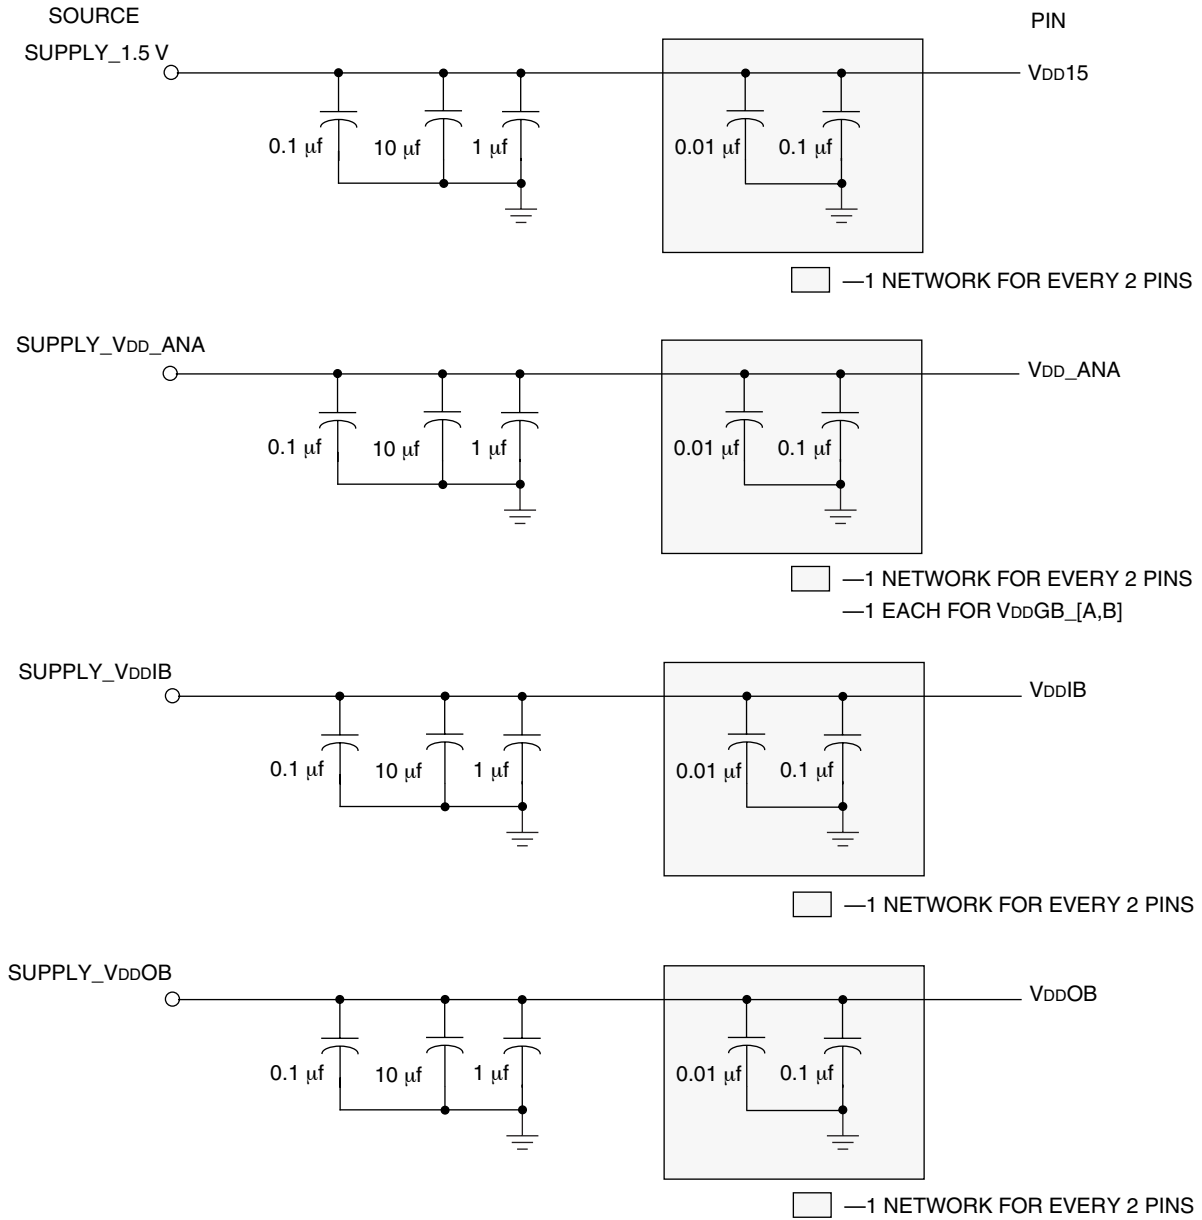 SOURCE
PIN
SUPPLY_1.5 V
VDD15
0.1 μf
10 μf
1 μf
0.01 μf
0.1 μf
—1 NETWORK FOR EVERY 2 PINS
SUPPLY_VDD_ANA
VDD_ANA
0.1 μf
10 μf
1 μf
0.01 μf
0.1 μf
—1 NETWORK FOR EVERY 2 PINS
—1 EACH FOR VDDGB_[A,B]
SUPPLY_VDDIB
VDDIB
0.1 μf
10 μf
1 μf
0.01 μf
0.1 μf
—1 NETWORK FOR EVERY 2 PINS
SUPPLY_VDDOB
VDDOB
0.1 μf
10 μf
1 μf
0.01 μf
0.1 μf
—1 NETWORK FOR EVERY 2 PINS